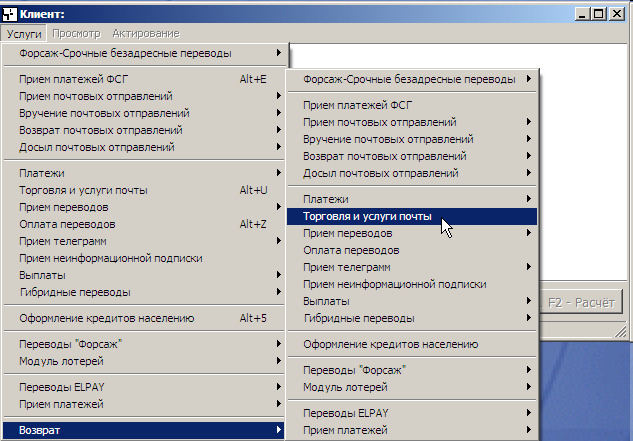 Клиент:
Услуги Просмотр Актирование
Форсаж-Срочные безадресные переводы
Прием платежей ФСГ Alt+E
Прием почтовых отправлений
Вручение почтовых отправлений
Возврат почтовых отправлений
Досыл почтовых отправлений
Платежи
Торговля и услуги почты Alt+U
Прием переводов
Оплата переводов Alt+Z
Прием телеграмм
Прием неинформационной подписки
Выплаты
Гибридные переводы
Оформление кредитов населению Alt+5
Переводы "Форсаж"
Модуль лотерей
Переводы ELPAY
Прием платежей
Возврат
Форсаж-Срочные безадресные переводы
Прием платежей ФСГ
Прием почтовых отправлений
Вручение почтовых отправлений
Возврат почтовых отправлений
Досыл почтовых отправлений
Платежи
Торговля и услуги почты
Прием переводов
Оплата переводов
Прием телеграмм
Прием неинформационной подписки
Выплаты
Гибридные переводы
Оформление кредитов населению
Переводы "Форсаж"
Модуль лотерей
Переводы ELPAY
Прием платежей
F2 - Расчёт